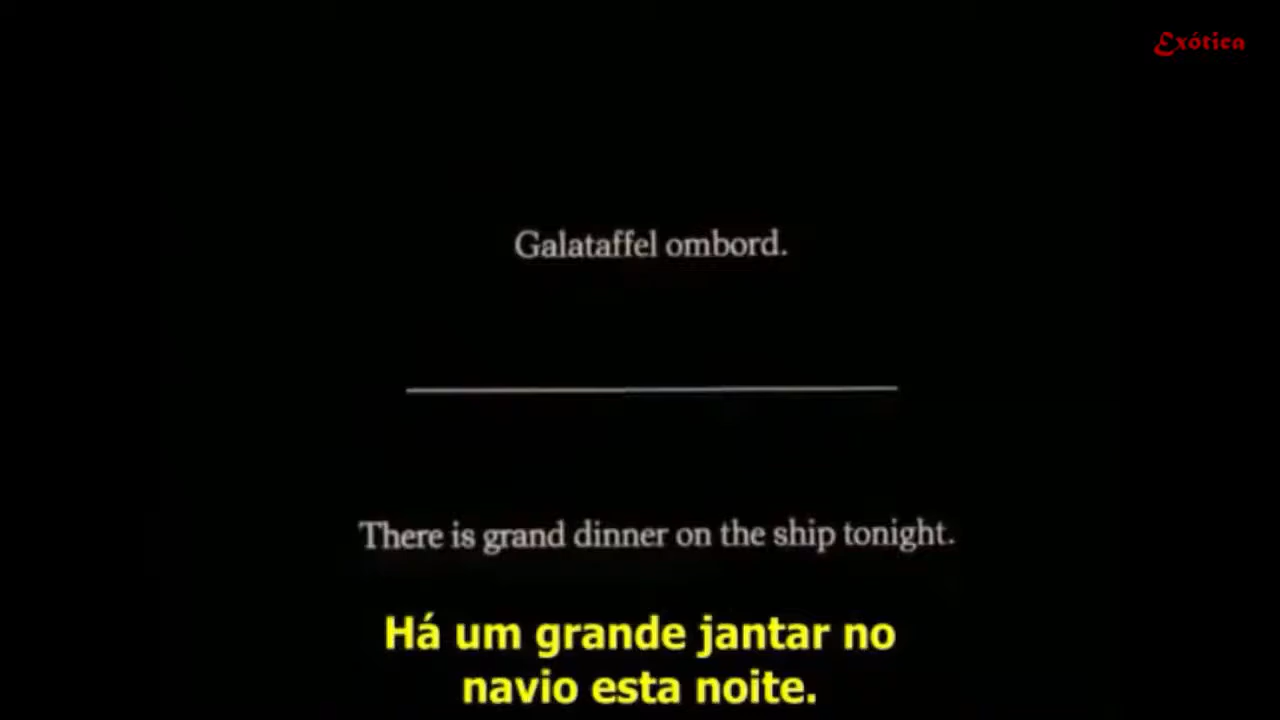 Exótica
Galataffel ombord.
There is grand dinner on the ship tonight.
Há um grande jantar no
navio esta noite.